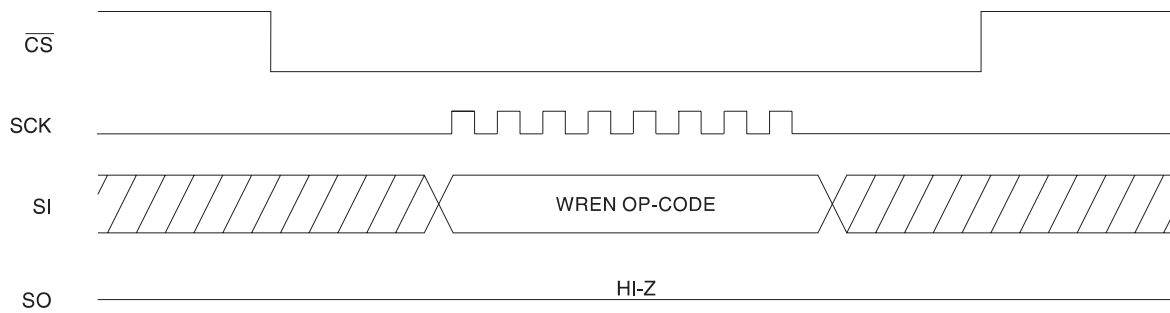 CS
SCK
SI
WREN OP-CODE
SO
HI-Z